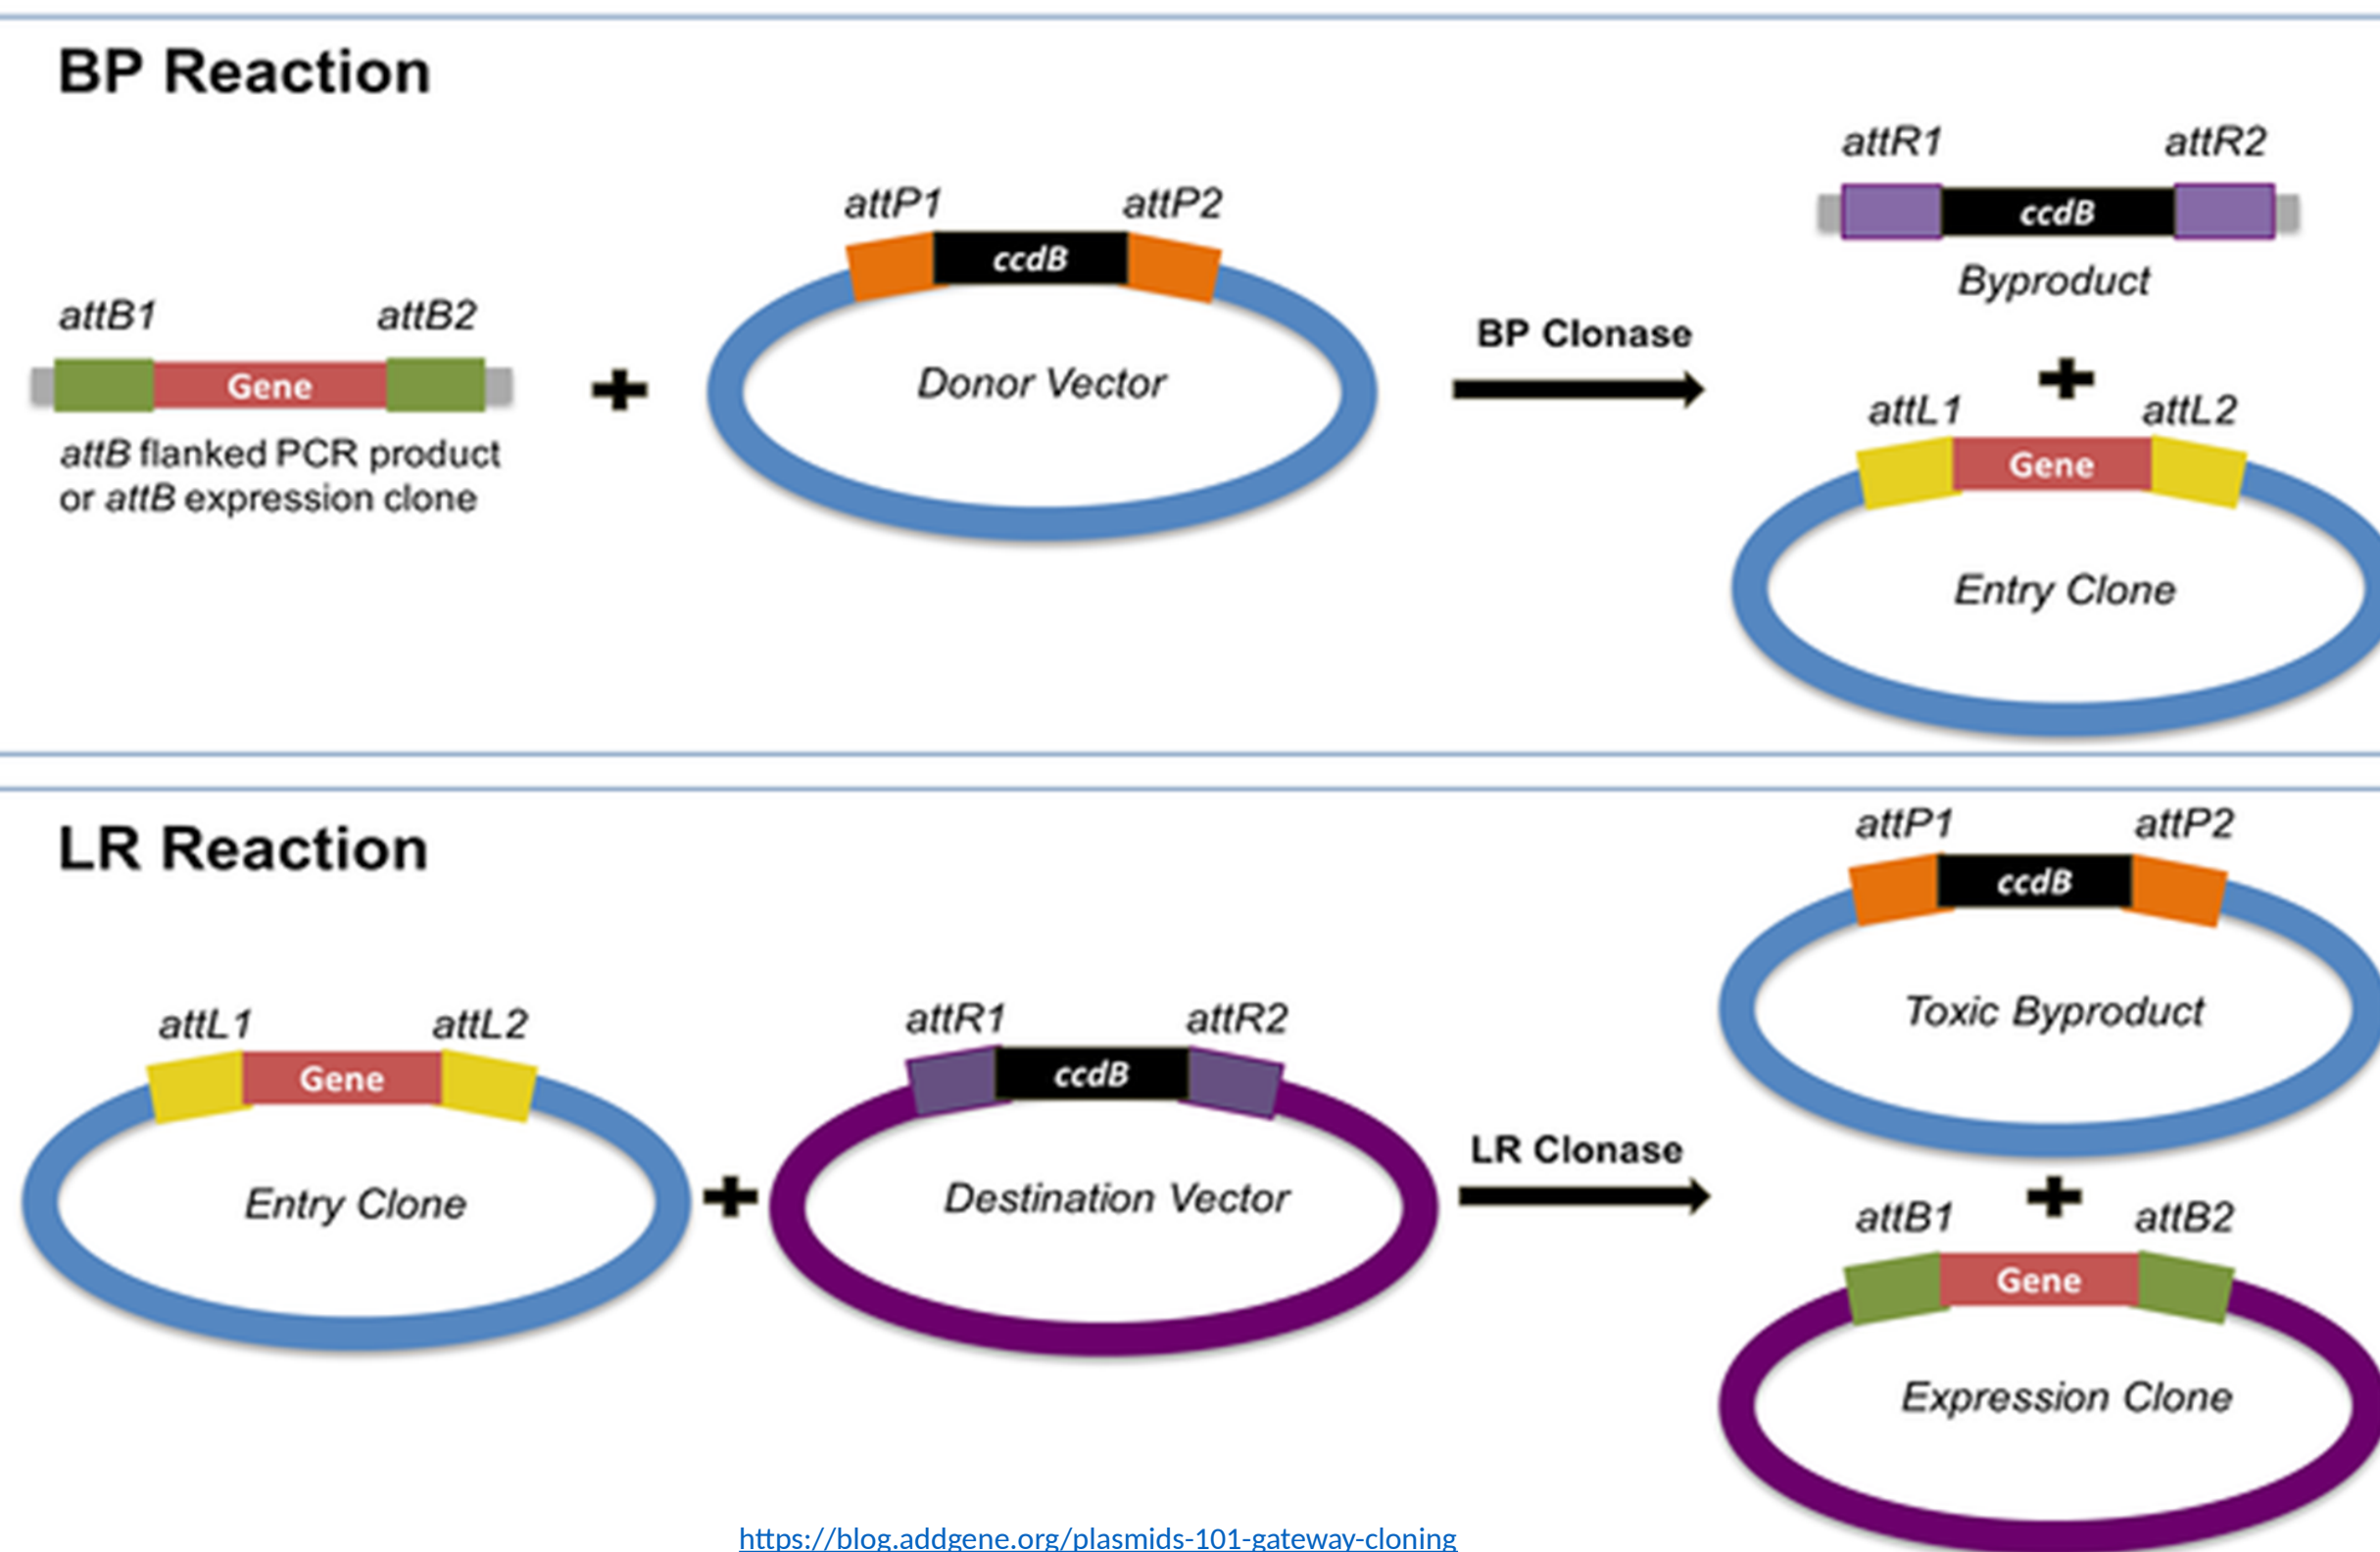 BP Reaction
attR1 attR2
ccdB
Byproduct
attP1 attP2
ccdB
Donor Vector
attB1 attB2
Gene
attB flanked PCR product
or attB expression clone
BP Clonase
attL1 attL2
Gene
Entry Clone
LR Reaction
attP1 attP2
ccdB
Toxic Byproduct
attL1 attL2
Gene
Entry Clone
attR1 attR2
ccdB
Destination Vector
LR Clonase
attB1 attB2
Gene
Expression Clone
https://blog.addgene.org/plasmids-101-gateway-cloning